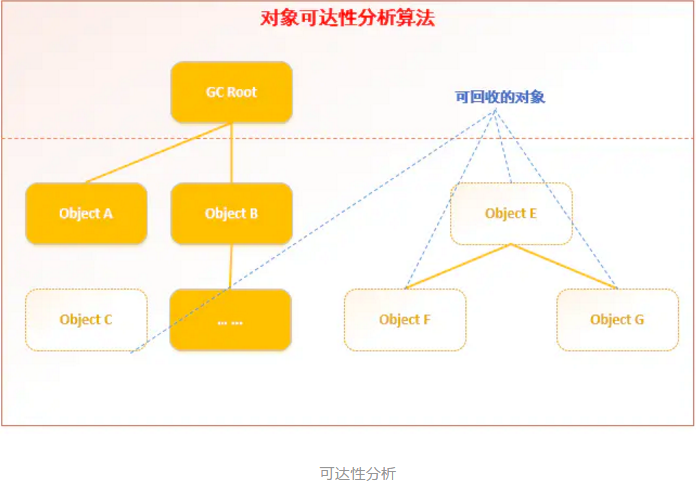 对象可达性分析算法
GC Root
可回收的对象
Object A
Object B
Object E
Object C
... ...
Object F
Object G
可达性分析